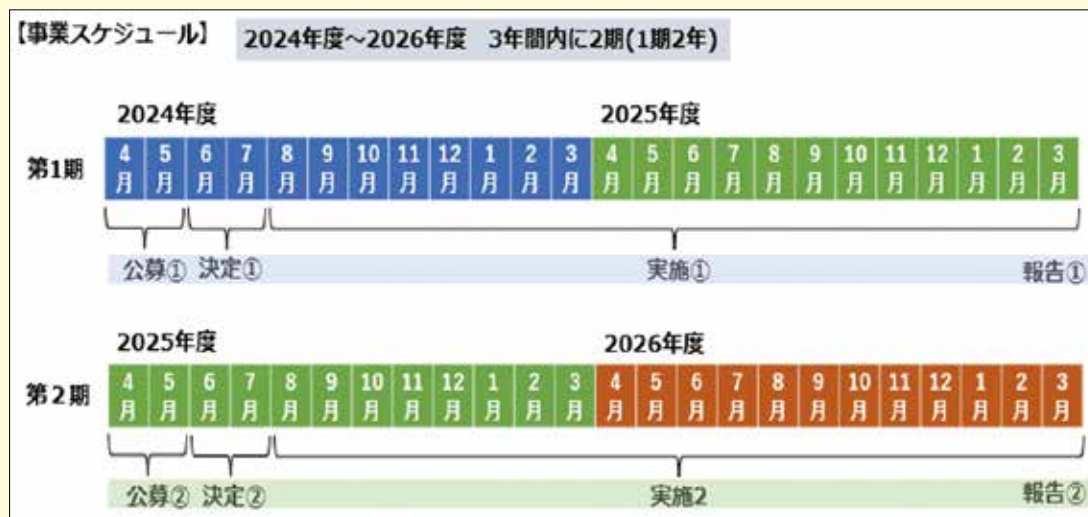 【事業スケジュール】 2024年度～2026年度 3年間内に2期(1期2年)
2024年度 2025年度
第1期 4月 5月 6月 7月 8月 9月 10月 11月 12月 1月 2月 3月 4月 5月 6月 7月 8月 9月 10月 11月 12月 1月 2月 3月
公募① 決定① 実施① 報告①
2025年度 2026年度
第2期 4月 5月 6月 7月 8月 9月 10月 11月 12月 1月 2月 3月 4月 5月 6月 7月 8月 9月 10月 11月 12月 1月 2月 3月
公募② 決定② 実施2 報告②